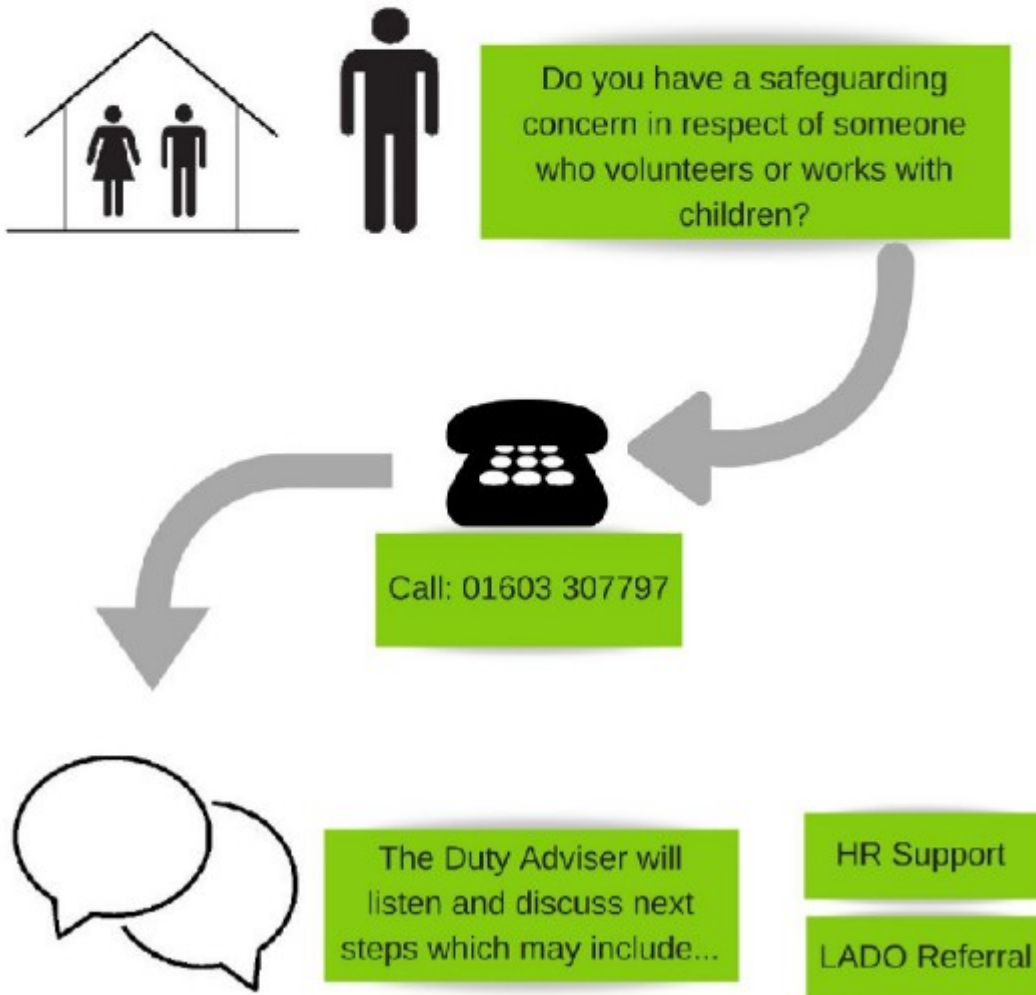 Do you have a safeguarding
concern in respect of someone
who volunteers or works with
children?
Call: 01603 307797
The Duty Adviser will
listen and discuss next
steps which may include...
HR Support
LADO Referral